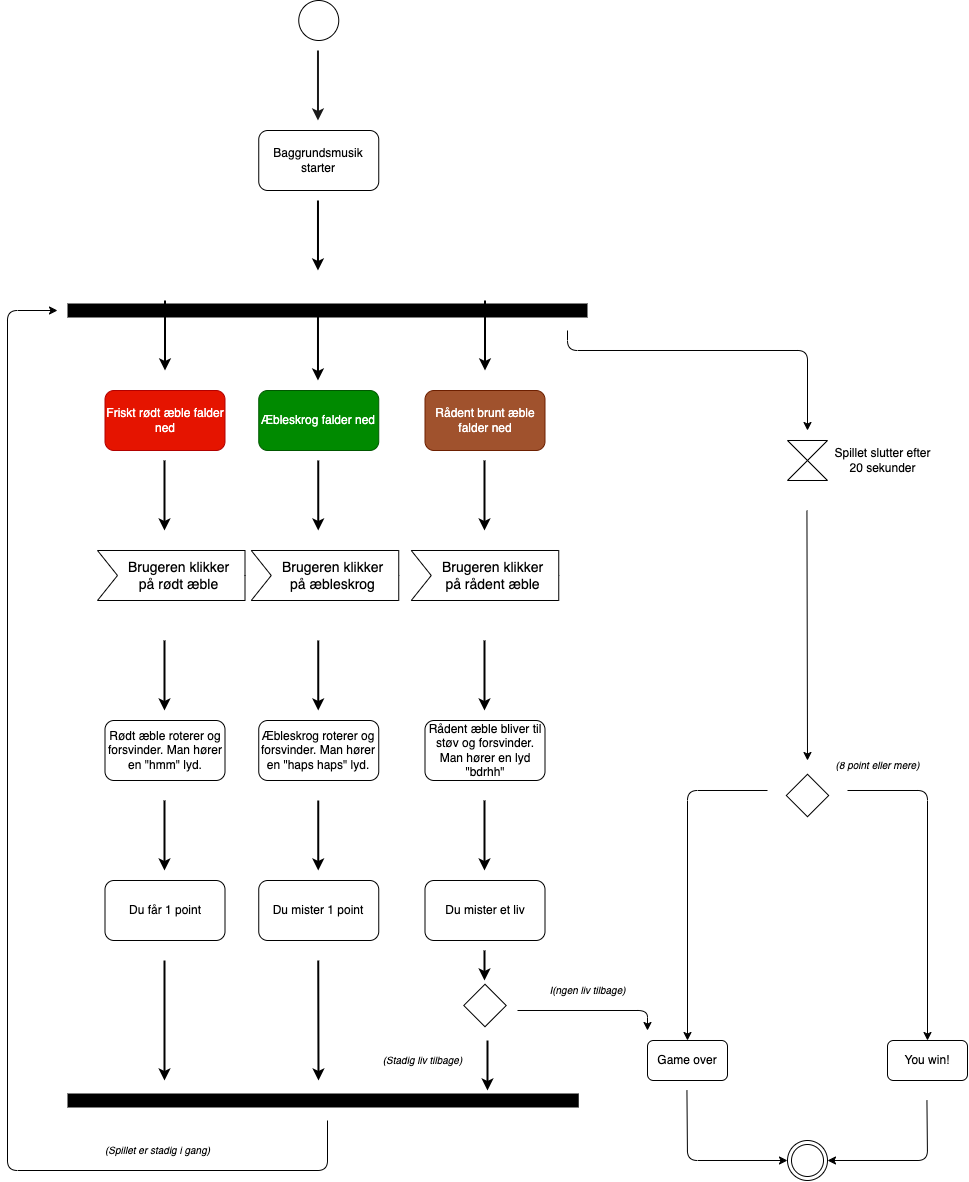 Baggrundsmusik
starter
Friskt rødt æble falder
ned
Æbleskrog falder ned
Rådent brunt æble
falder ned
Spillet slutter efter
20 sekunder
Brugeren klikker
på rødt æble
Brugeren klikker
på æbleskrog
Brugeren klikker
på rådent æble
Rødt æble roterer og
forsvinder. Man hører
en "hmm" lyd.
Æbleskrog roterer og
forsvinder. Man hører
en "haps haps" lyd.
Rådent æble bliver til
støv og forsvinder.
Man hører en lyd
"bdrhh"
(8 point eller mere)
Du får 1 point
Du mister 1 point
Du mister et liv
I(ngen liv tilbage)
(Stadig liv tilbage)
Game over
You win!
(Spillet er stadig i gang)